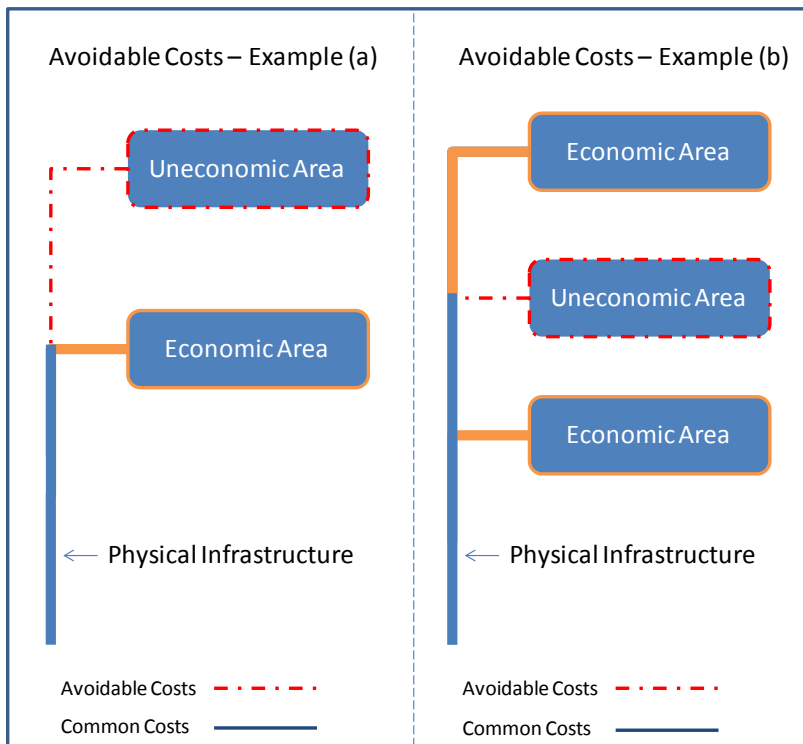 Avoidable Costs – Example (a)
Uneconomic Area
Economic Area
Physical Infrastructure
Avoidable Costs
Common Costs
Avoidable Costs – Example (b)
Economic Area
Uneconomic Area
Economic Area
Physical Infrastructure
Avoidable Costs
Common Costs